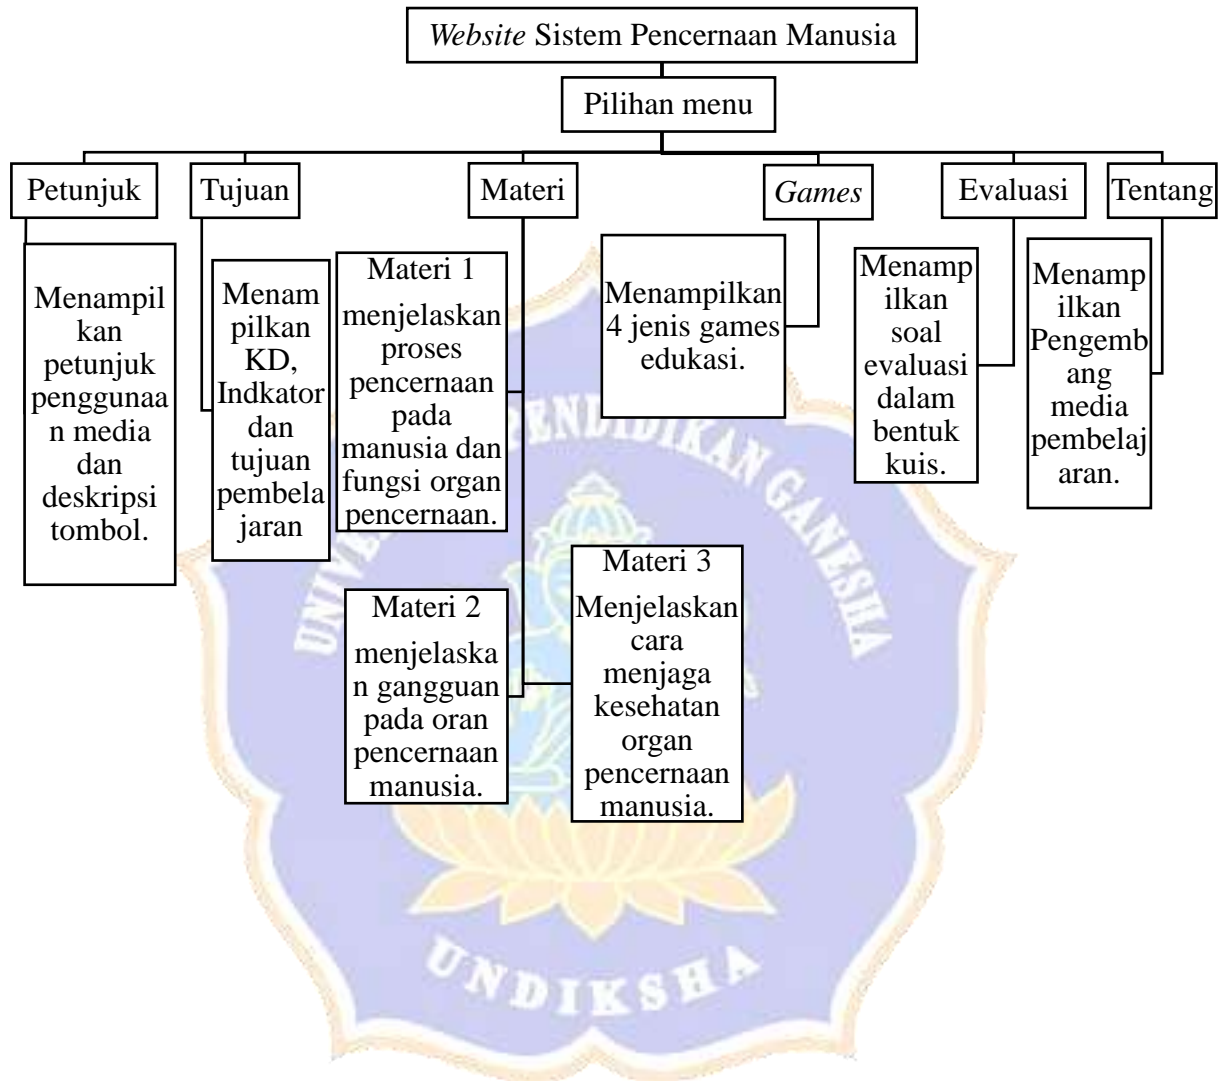 Website Sistem Pencernaan Manusia
Pilihan menu
Petunjuk
Tujuan
Materi
Games
Evaluasi
Tentang
Menampil
kan
petunjuk
penggunaa
n media
dan
deskripsi
tombol.
Menam
pilkan
KD,
Indkator
dan
tujuan
pembela
jaran
Materi 1
menjelaskan
proses
pencernaan
pada
manusia dan
fungsi organ
pencernaan.
Materi 2
menjelaska
n gangguan
pada oran
pencernaan
manusia.
Materi 3
Menjelaskan
cara
menjaga
kesehatan
organ
pencernaan
manusia.
Menampilkan
4 jenis games
edukasi.
Menamp
ilkan
soal
evaluasi
dalam
bentuk
kuis.
Menamp
ilkan
Pengemb
ang
media
pembelaj
aran.
PENDIDIKAN GANESHA
UNDIKSHA